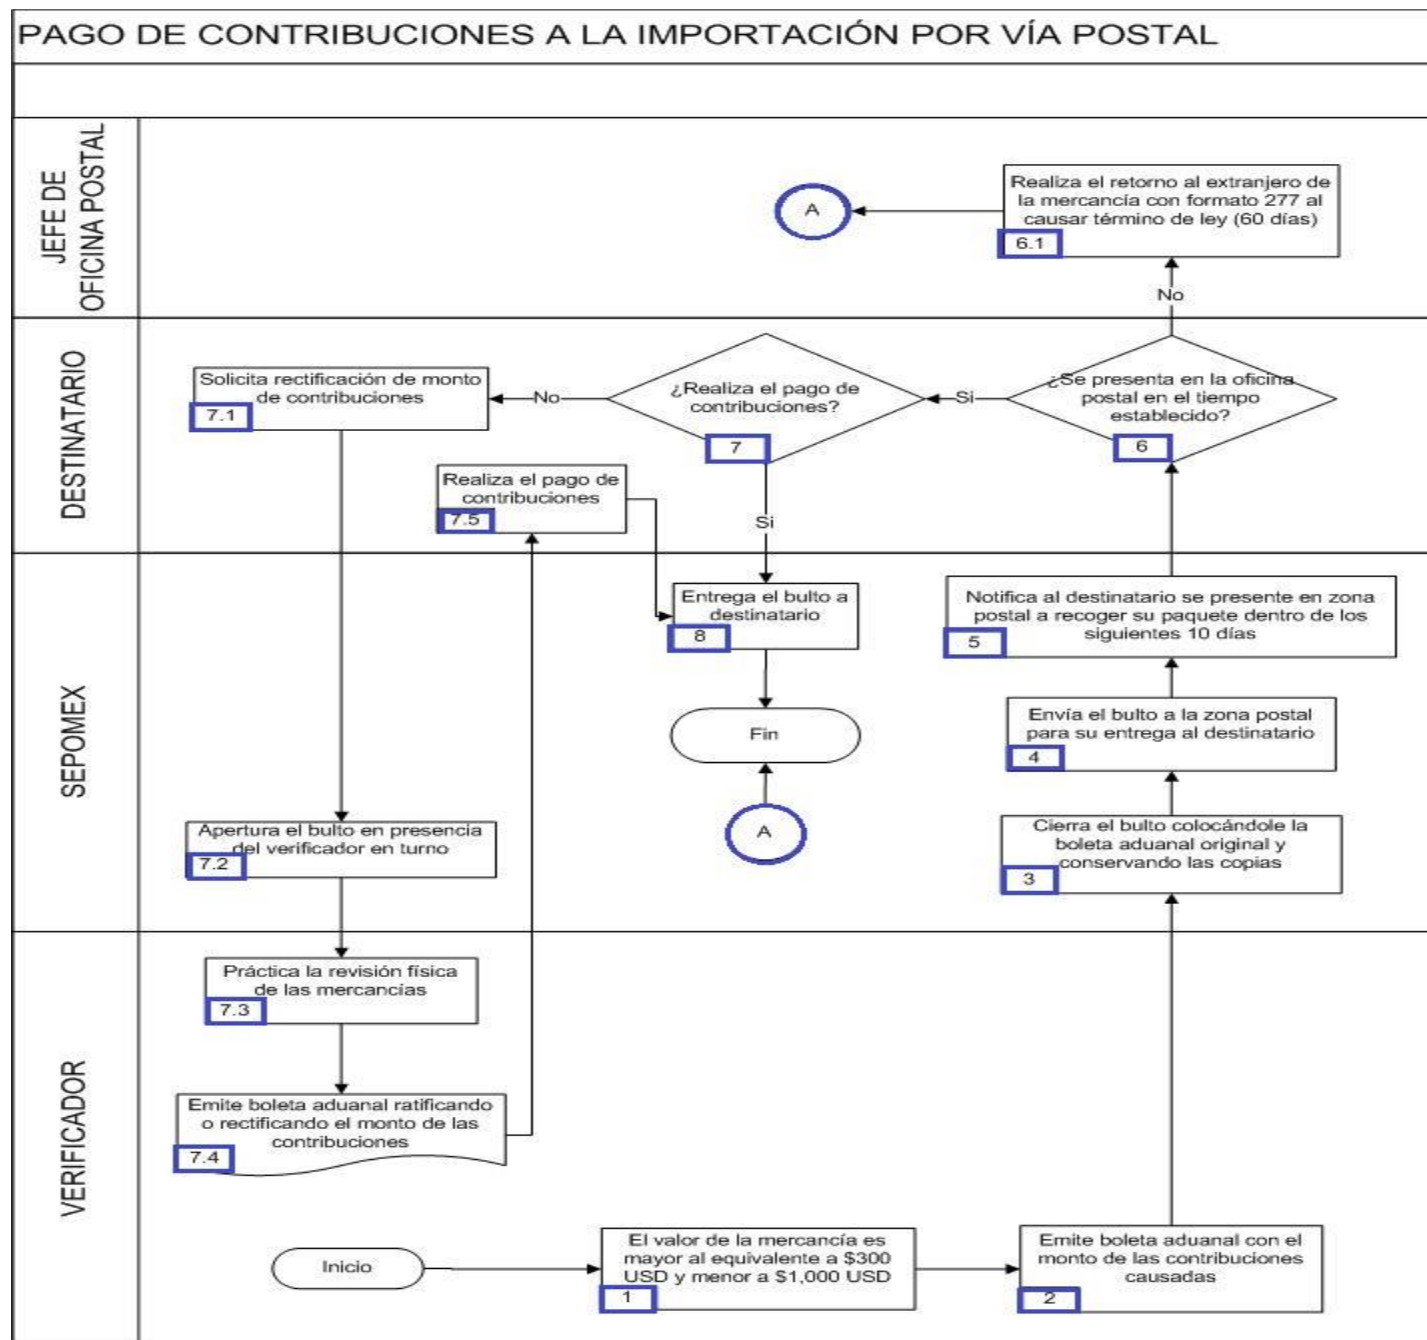 PAGO DE CONTRIBUCIONES A LA IMPORTACIÓN POR VÍA POSTAL
JEFE DE
OFICINA POSTAL
A
Realiza el retorno al extranjero de
la mercancía con formato 277 al
causar término de ley (60 días)
6.1
No
DESTINATARIO
Solicita rectificación de monto
de contribuciones
7.1
No
¿Realiza el pago de
contribuciones?
7
Si
¿Se presenta en la oficina
postal en el tiempo
establecido?
6
Realiza el pago de
contribuciones
7.5
Si
SEPOMEX
Entrega el bulto a
destinatario
8
Notifica al destinatario se presente en zona
postal a recoger su paquete dentro de los
siguientes 10 días
5
Fin
Envía el bulto a la zona postal
para su entrega al destinatario
4
A
Apertura el bulto en presencia
del verificador en turno
7.2
Cierra el bulto colocándole la
boleta aduanal original y
conservando las copias
3
VERIFICADOR
Práctica la revisión física
de las mercancías
7.3
Emite boleta aduanal ratificando
o rectificando el monto de las
contribuciones
7.4
Inicio
El valor de la mercancía es
mayor al equivalente a $300
USD y menor a $1,000 USD
1
Emite boleta aduanal con el
monto de las contribuciones
causadas
2